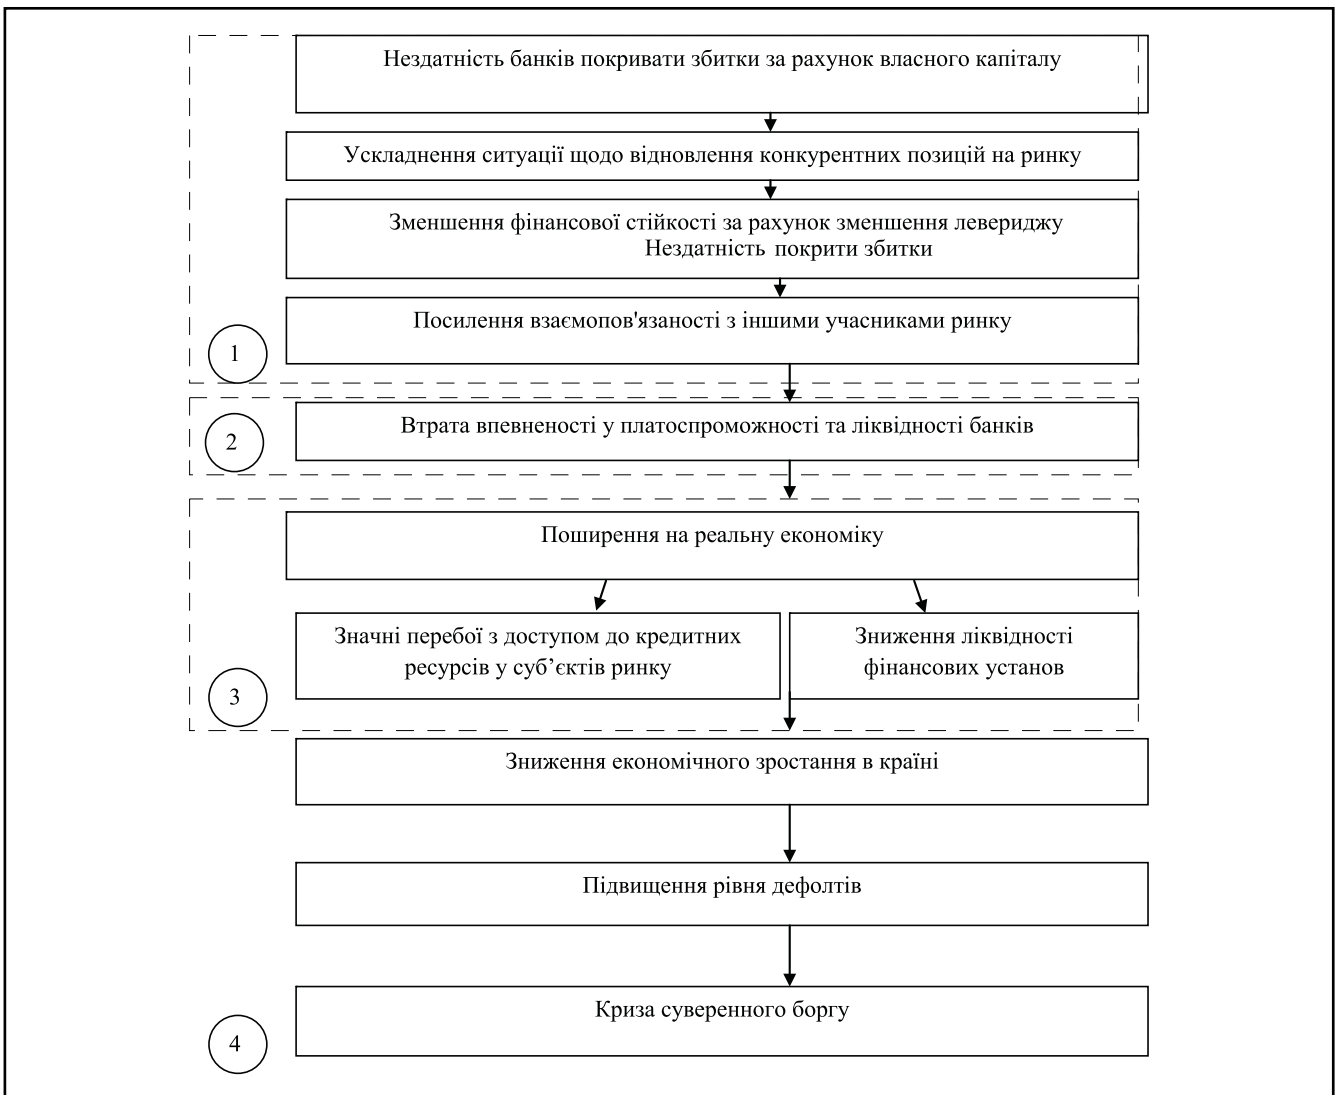 Нездатність банків покривати збитки за рахунок власного капіталу
Ускладнення ситуації щодо відновлення конкурентних позицій на ринку
Зменшення фінансової стійкості за рахунок зменшення левериджу
Нездатність покрити збитки
Посилення взаємопов'язаності з іншими учасниками ринку
1
Втрата впевненості у платоспроможності та ліквідності банків
2
Поширення на реальну економіку
Значні перебої з доступом до кредитних
ресурсів у суб’єктів ринку
Зниження ліквідності
фінансових установ
3
Зниження економічного зростання в країні
Підвищення рівня дефолтів
Криза суверенного боргу
4